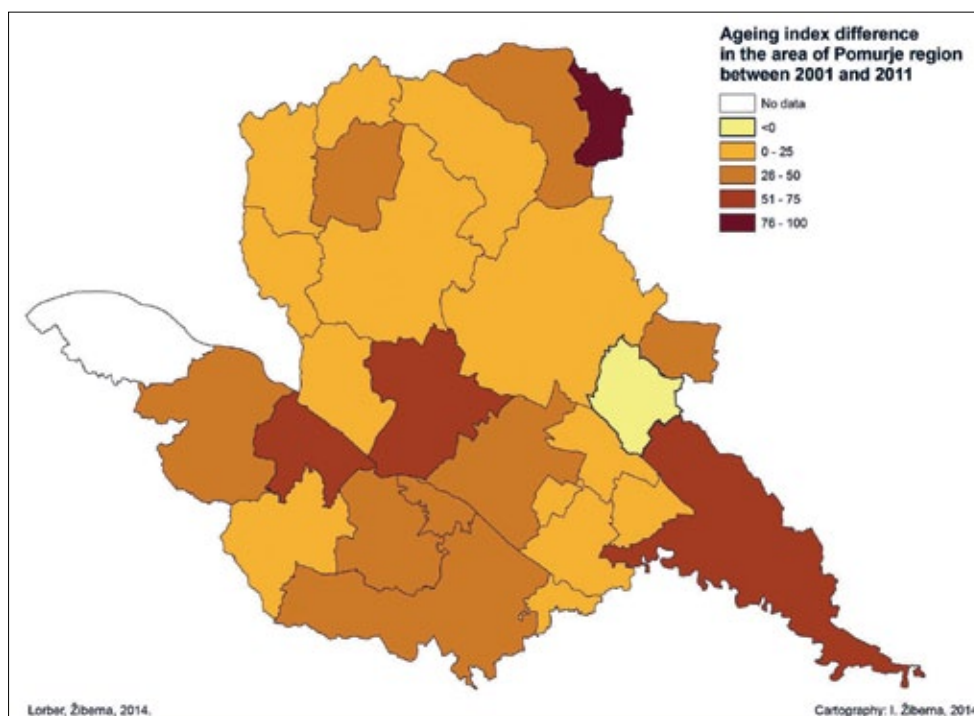 Ageing index difference
in the area of Pomurje region
between 2001 and 2011
No data
<0
0 - 25
26 - 50
51 - 75
76 - 100
Lorber, Žiberna, 2014.
Cartography: I. Žiberna, 2014